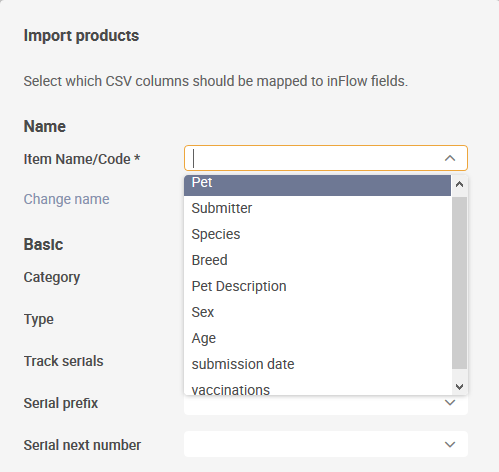 Import products
Select which CSV columns should be mapped to inFlow fields.
Name
Item Name/Code *
Pet
Change name
Submitter
Species
Basic
Breed
Category
Pet Description
Type
Sex
Age
Track serials
submission date
vaccinations
Serial prefix
Serial next number